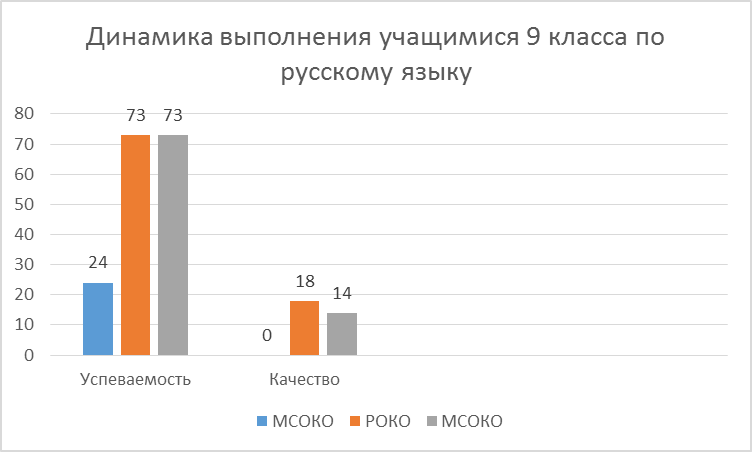 Динамика выполнения учащимися 9 класса по
русскому языку
80
70
60
50
40
30
20
10
0
24
73
73
0
18
14
Успеваемость
Качество
МСОКО
РОКО
МСОКО